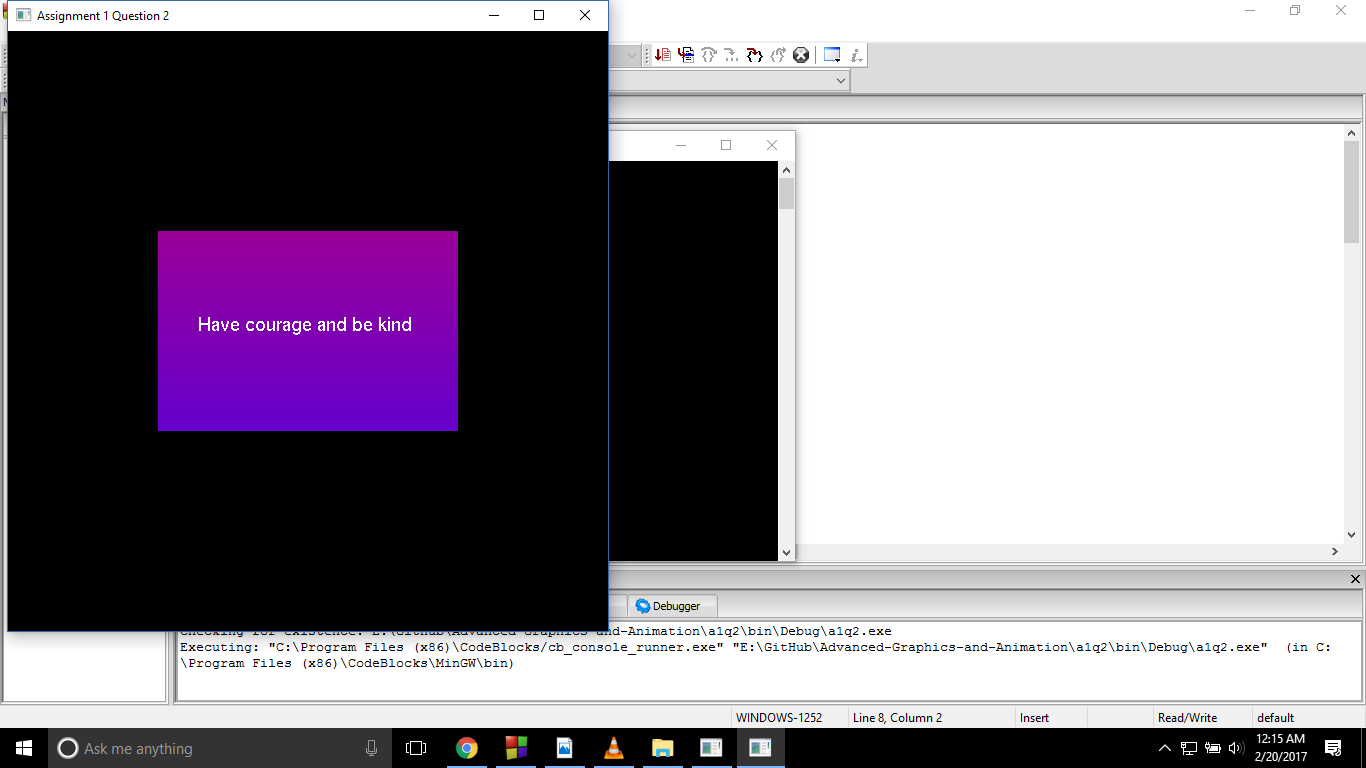 Assignment 1 Question 2
Have courage and be kind
Debugger
Checking for existence: E:\GitHub\Advanced-Graphics-and-Animation\a1q2\bin\Debug\a1q2.exe
Executing: "C:\Program Files (x86)\CodeBlocks/cb_console_runner.exe" "E:\GitHub\Advanced-Graphics-and-Animation\a1q2\bin\Debug\a1q2.exe"  (in C:
\Program Files (x86)\CodeBlocks\MinGW\bin)
WINDOWS-1252 Line 8, Column 2 Insert Read/Write default
Ask me anything
12:15 AM
2/20/2017